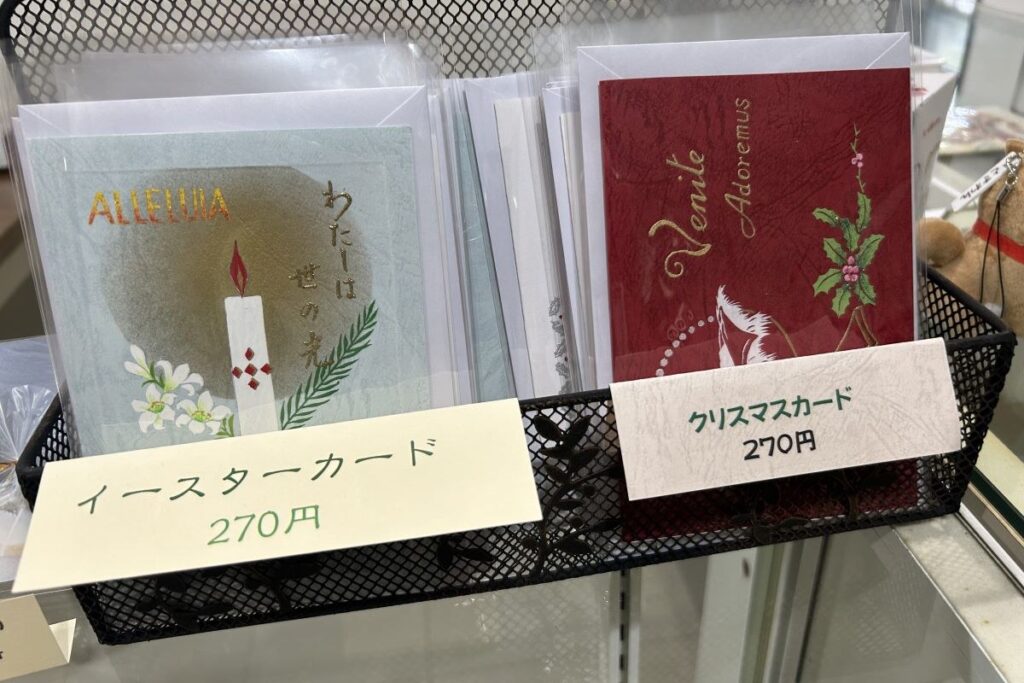 ALLELUIA
わたしは
世の光
イースターカード
270円
Venite
Adoremus
クリスマスカード
270円